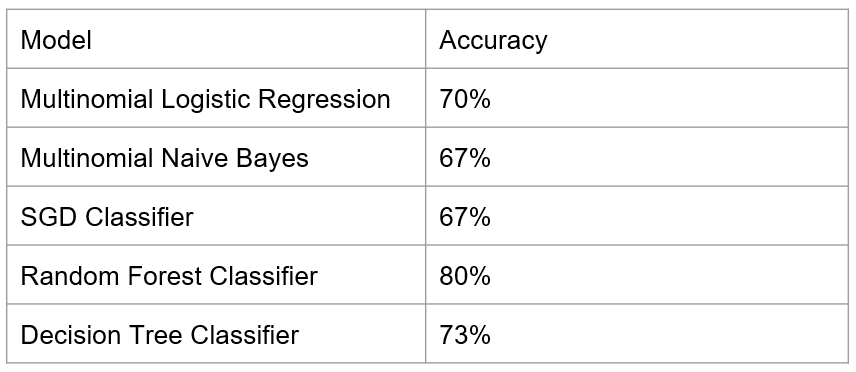 Model Accuracy
Multinomial Logistic Regression 70%
Multinomial Naive Bayes 67%
SGD Classifier 67%
Random Forest Classifier 80%
Decision Tree Classifier 73%